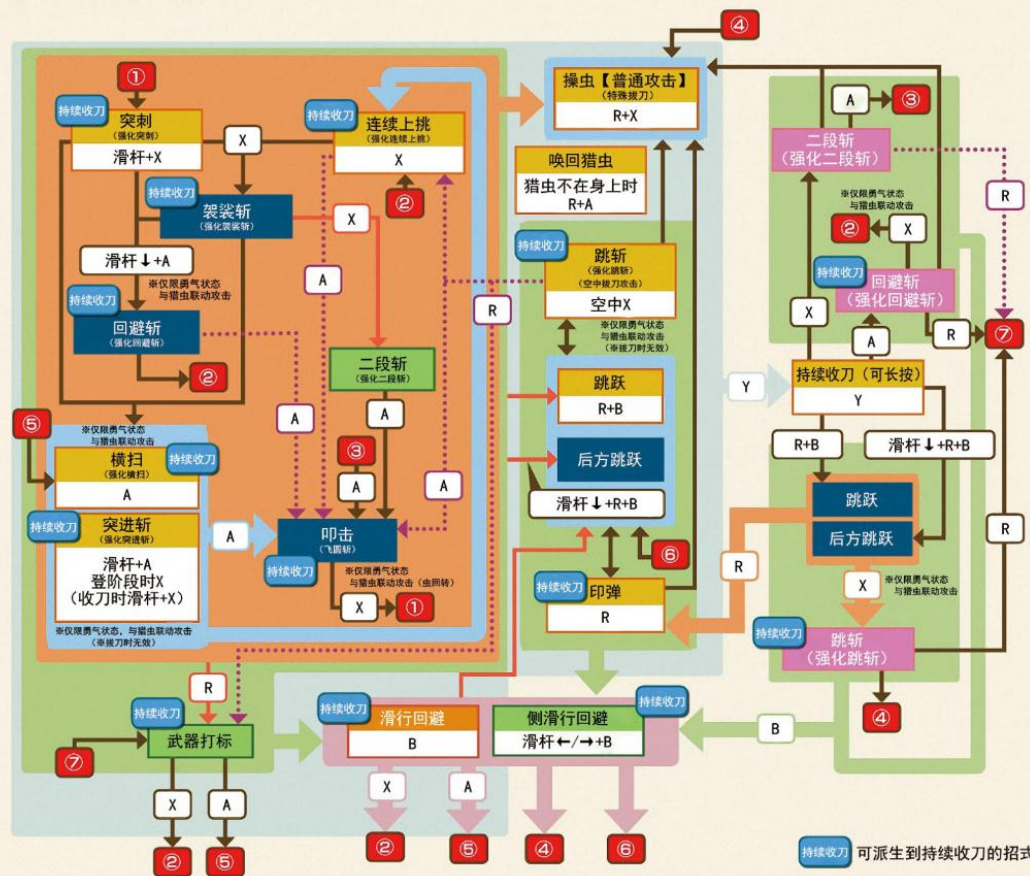 ④
①
持续收刀
突刺
(强化突刺)
滑杆+X
X
持续收刀
连续上挑
(强化连续上挑)
X
②
操虫【普通攻击】
(特殊拔刀)
R+X
唤回猎虫
猎虫不在身上时
R+A
A
③
二段斩
(强化二段斩)
R
持续收刀
袈裟斩
(强化袈裟斩)
X
※仅限勇气状态
与猎虫联动攻击
②
X
滑杆↓+A
※仅限勇气状态
与猎虫联动攻击
A
持续收刀
跳斩
(强化跳斩)
(空中拔刀攻击)
空中X
※仅限勇气状态
与猎虫联动攻击
(※拔刀时无效)
持续收刀
回避斩
(强化回避斩)
R
持续收刀
回避斩
(强化回避斩)
②
X
A
R
⑦
二段斩
(强化二段斩)
跳跃
R+B
Y
持续收刀（可长按）
Y
A
A
⑤
※仅限勇气状态
与猎虫联动攻击
③
A
A
后方跳跃
滑杆↓+R+B
R+B
滑杆↓+R+B
横扫
(强化横扫)
持续收刀
A
持续收刀
突进斩
(强化突进斩)
滑杆+A
登阶段时X
(收刀时滑杆+X)
※仅限勇气状态、与猎虫联动攻击
(※拔刀时无效)
A
叩击
(飞圆斩)
持续收刀
※仅限勇气状态
与猎虫联动攻击（虫回转）
X
①
⑥
持续收刀
印弹
R
跳跃
后方跳跃
R
R
X
※仅限勇气状态
与猎虫联动攻击
持续收刀
跳斩
(强化跳斩)
④
R
持续收刀
武器打标
⑦
X
A
②
⑤
持续收刀
滑行回避
B
侧滑行回避
持续收刀
滑杆←/→+B
B
X
A
②
⑤
④
⑥
持续收刀
可派生到持续收刀的招式